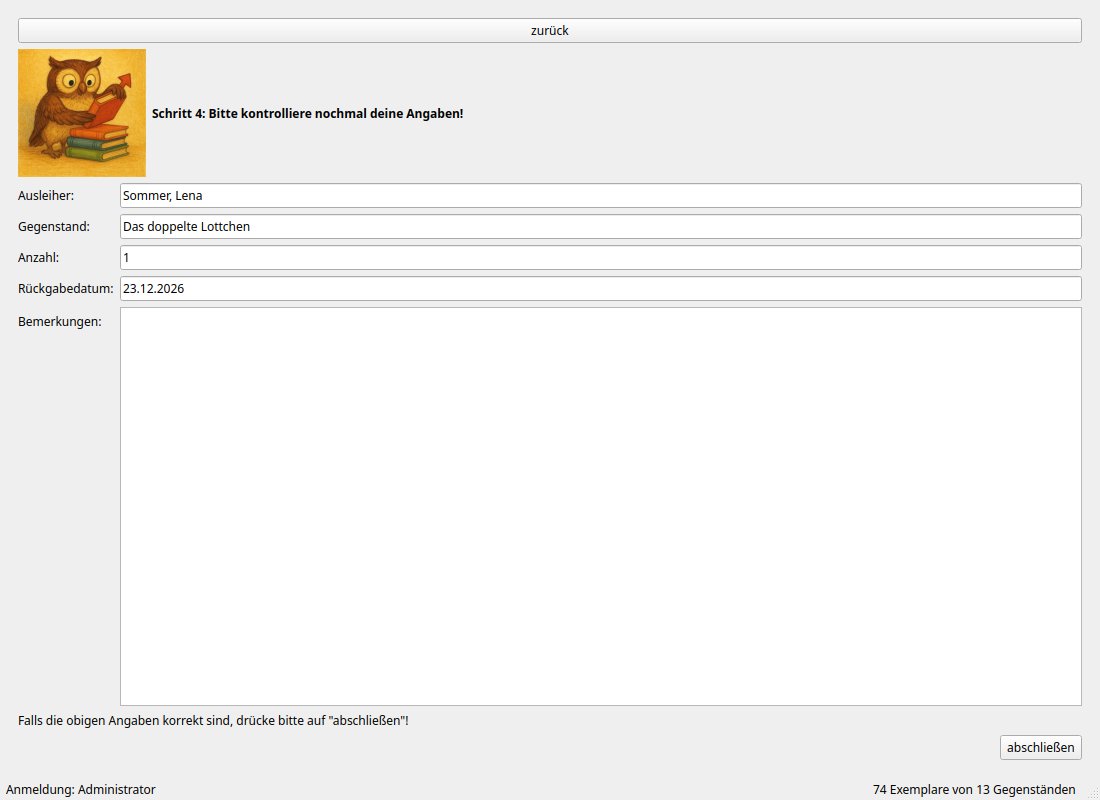 zurück
Schritt 4: Bitte kontrolliere nochmal deine Angaben!
Ausleiher: Sommer, Lena
Gegenstand: Das doppelte Lottchen
Anzahl: 1
Rückgabedatum: 23.12.2026
Bemerkungen:
Falls die obigen Angaben korrekt sind, drücke bitte auf "abschließen"!
abschließen
Anmeldung: Administrator 74 Exemplare von 13 Gegenständen